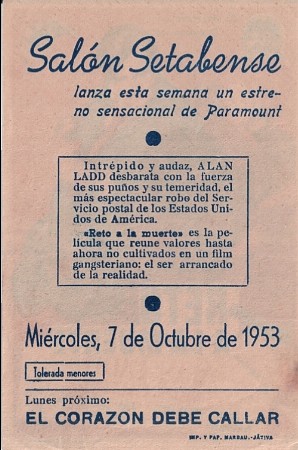 Salón Setabense
lanza esta semana un estre-
no sensacional de Paramount
Intrépido y audaz, ALAN
LADD desbarata con la fuerza
de sus puños y su temeridad, el
más espectacular robo del Ser-
vicio postal de los Estados Uni-
dos de América.
«Reto a la muerte» es la pe-
lícula que reune valores hasta
ahora no cultivados en un film
gangsteriano: el ser arrancado
de la realidad.
Miércoles, 7 de Octubre de 1953
Tolerada menores
Lunes próximo:
EL CORAZON DEBE CALLAR
IMP. Y PAP. MARBAU.-JÁTIVA